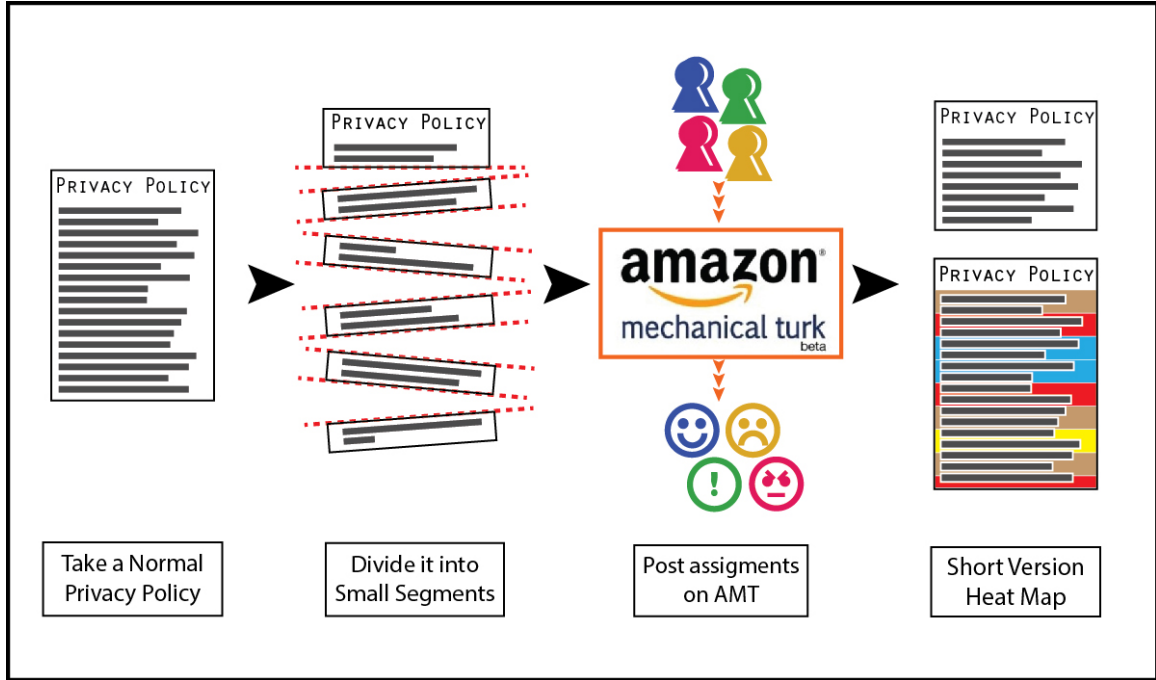 PRIVACY POLICY
PRIVACY POLICY
PRIVACY POLICY
amazon®
mechanical turk
beta
PRIVACY POLICY
!
Take a Normal
Privacy Policy
Divide it into
Small Segments
Post assigments
on AMT
Short Version
Heat Map